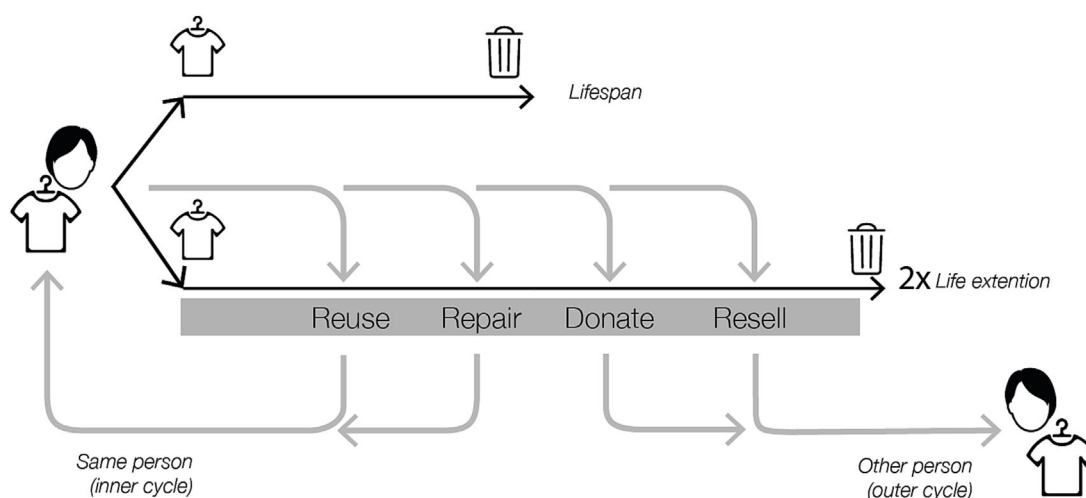 Lifespan
2x Life extention
Reuse Repair Donate Resell
Same person
(inner cycle)
Other person
(outer cycle)